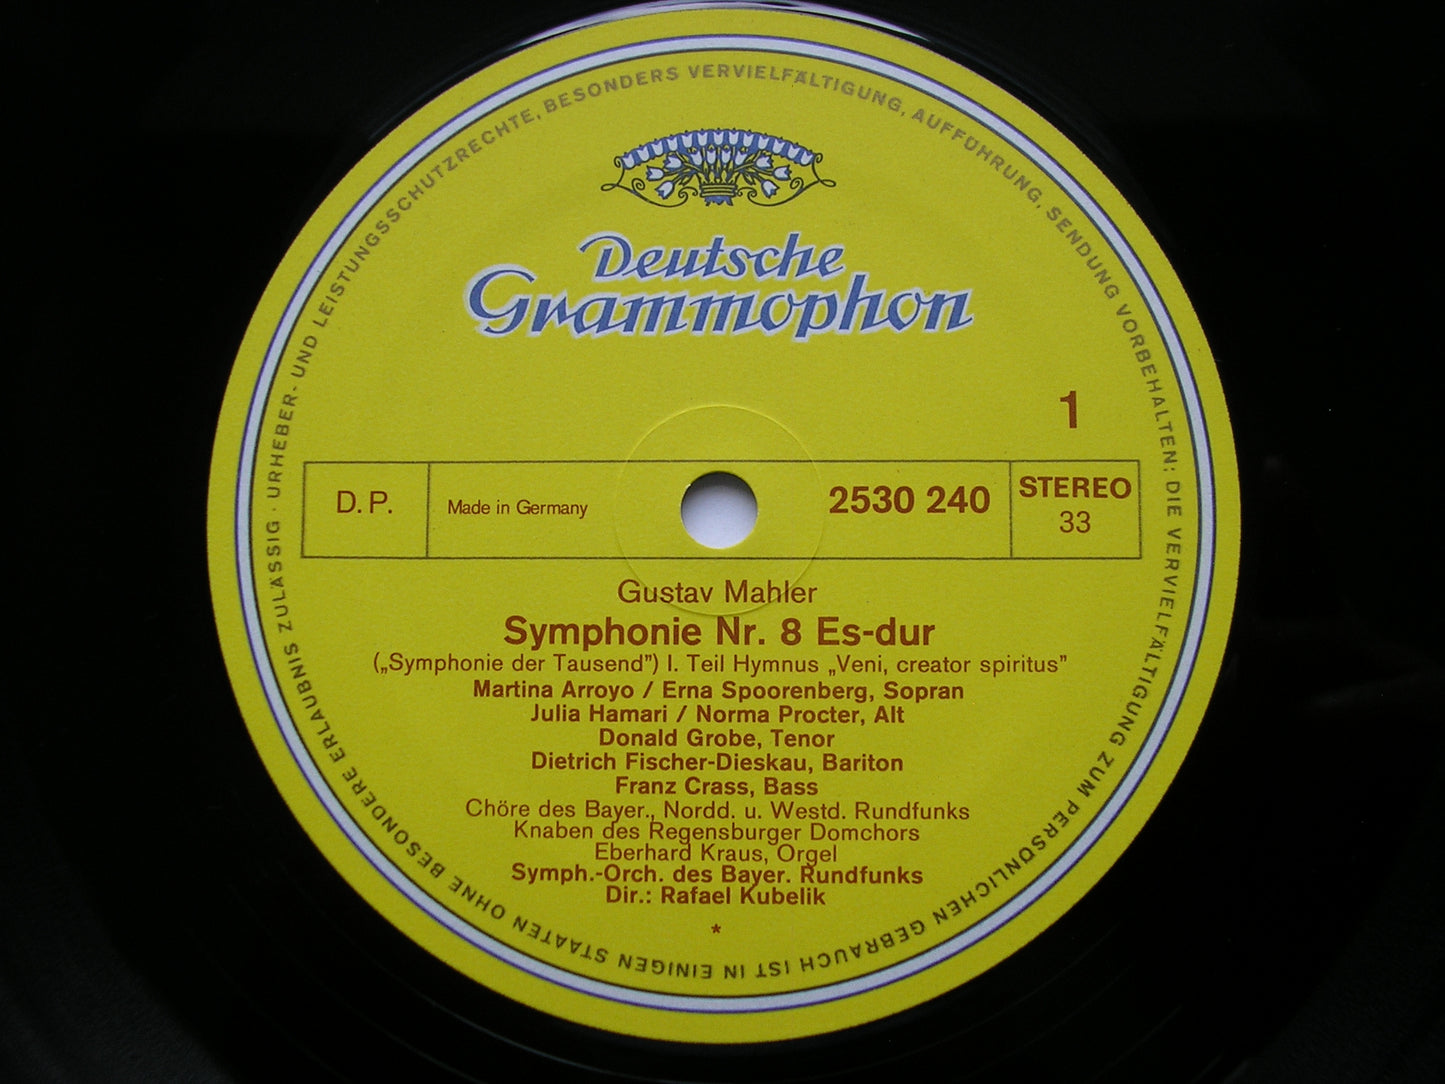 URHEBER- UND LEISTUNGSSCHUTZRECHTE, BESONDERS VERVIELFÄLTIGUNG, AUFFÜHRUNG, SENDUNG VORBEHALTEN: DIE VERVIELFÄLTIGUNG ZUM PERSÖNLICHEN GEBRAUCH IST IN EINIGEN STAATEN OHNE BESONDERE ERLAUBNIS ZULÄSSIG ·
Deutsche
Grammophon
1
D. P.
Made in Germany
2530 240
STEREO
33
Gustav Mahler
Symphonie Nr. 8 Es-dur
(„Symphonie der Tausend”) I. Teil Hymnus „Veni, creator spiritus”
Martina Arroyo / Erna Spoorenberg, Sopran
Julia Hamari / Norma Procter, Alt
Donald Grobe, Tenor
Dietrich Fischer-Dieskau, Bariton
Franz Crass, Bass
Chöre des Bayer., Nordd. u. Westd. Rundfunks
Knaben des Regensburger Domchors
Eberhard Kraus, Orgel
Symph.-Orch. des Bayer. Rundfunks
Dir.: Rafael Kubelik
*